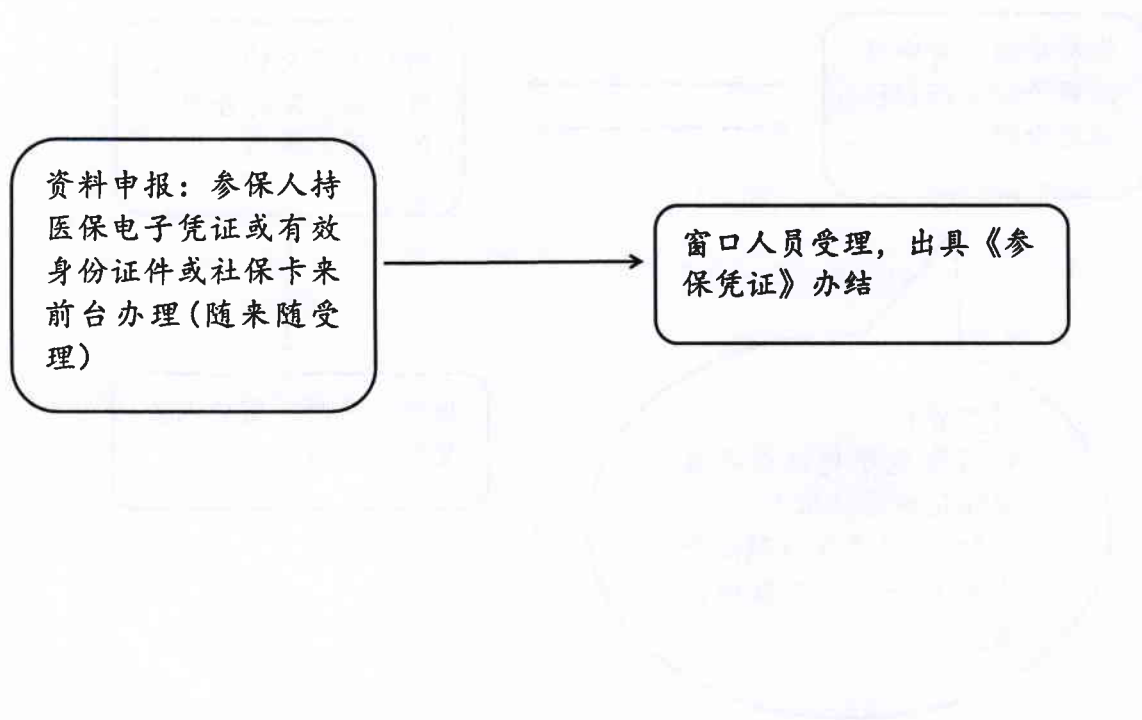 资料申报：参保人持
医保电子凭证或有效
身份证件或社保卡来
前台办理(随来随受
理)
窗口人员受理，出具《参
保凭证》办结